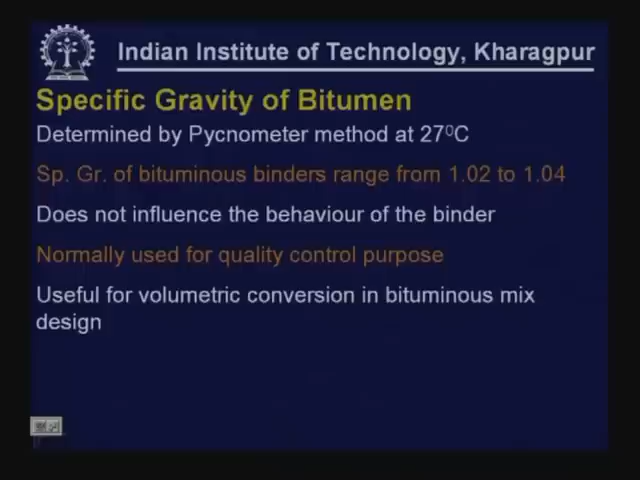 Indian Institute of Technology, Kharagpur
Specific Gravity of Bitumen
Determined by Pycnometer method at 27⁰C
Sp. Gr. of bituminous binders range from 1.02 to 1.04
Does not influence the behaviour of the binder
Normally used for quality control purpose
Useful for volumetric conversion in bituminous mix
design